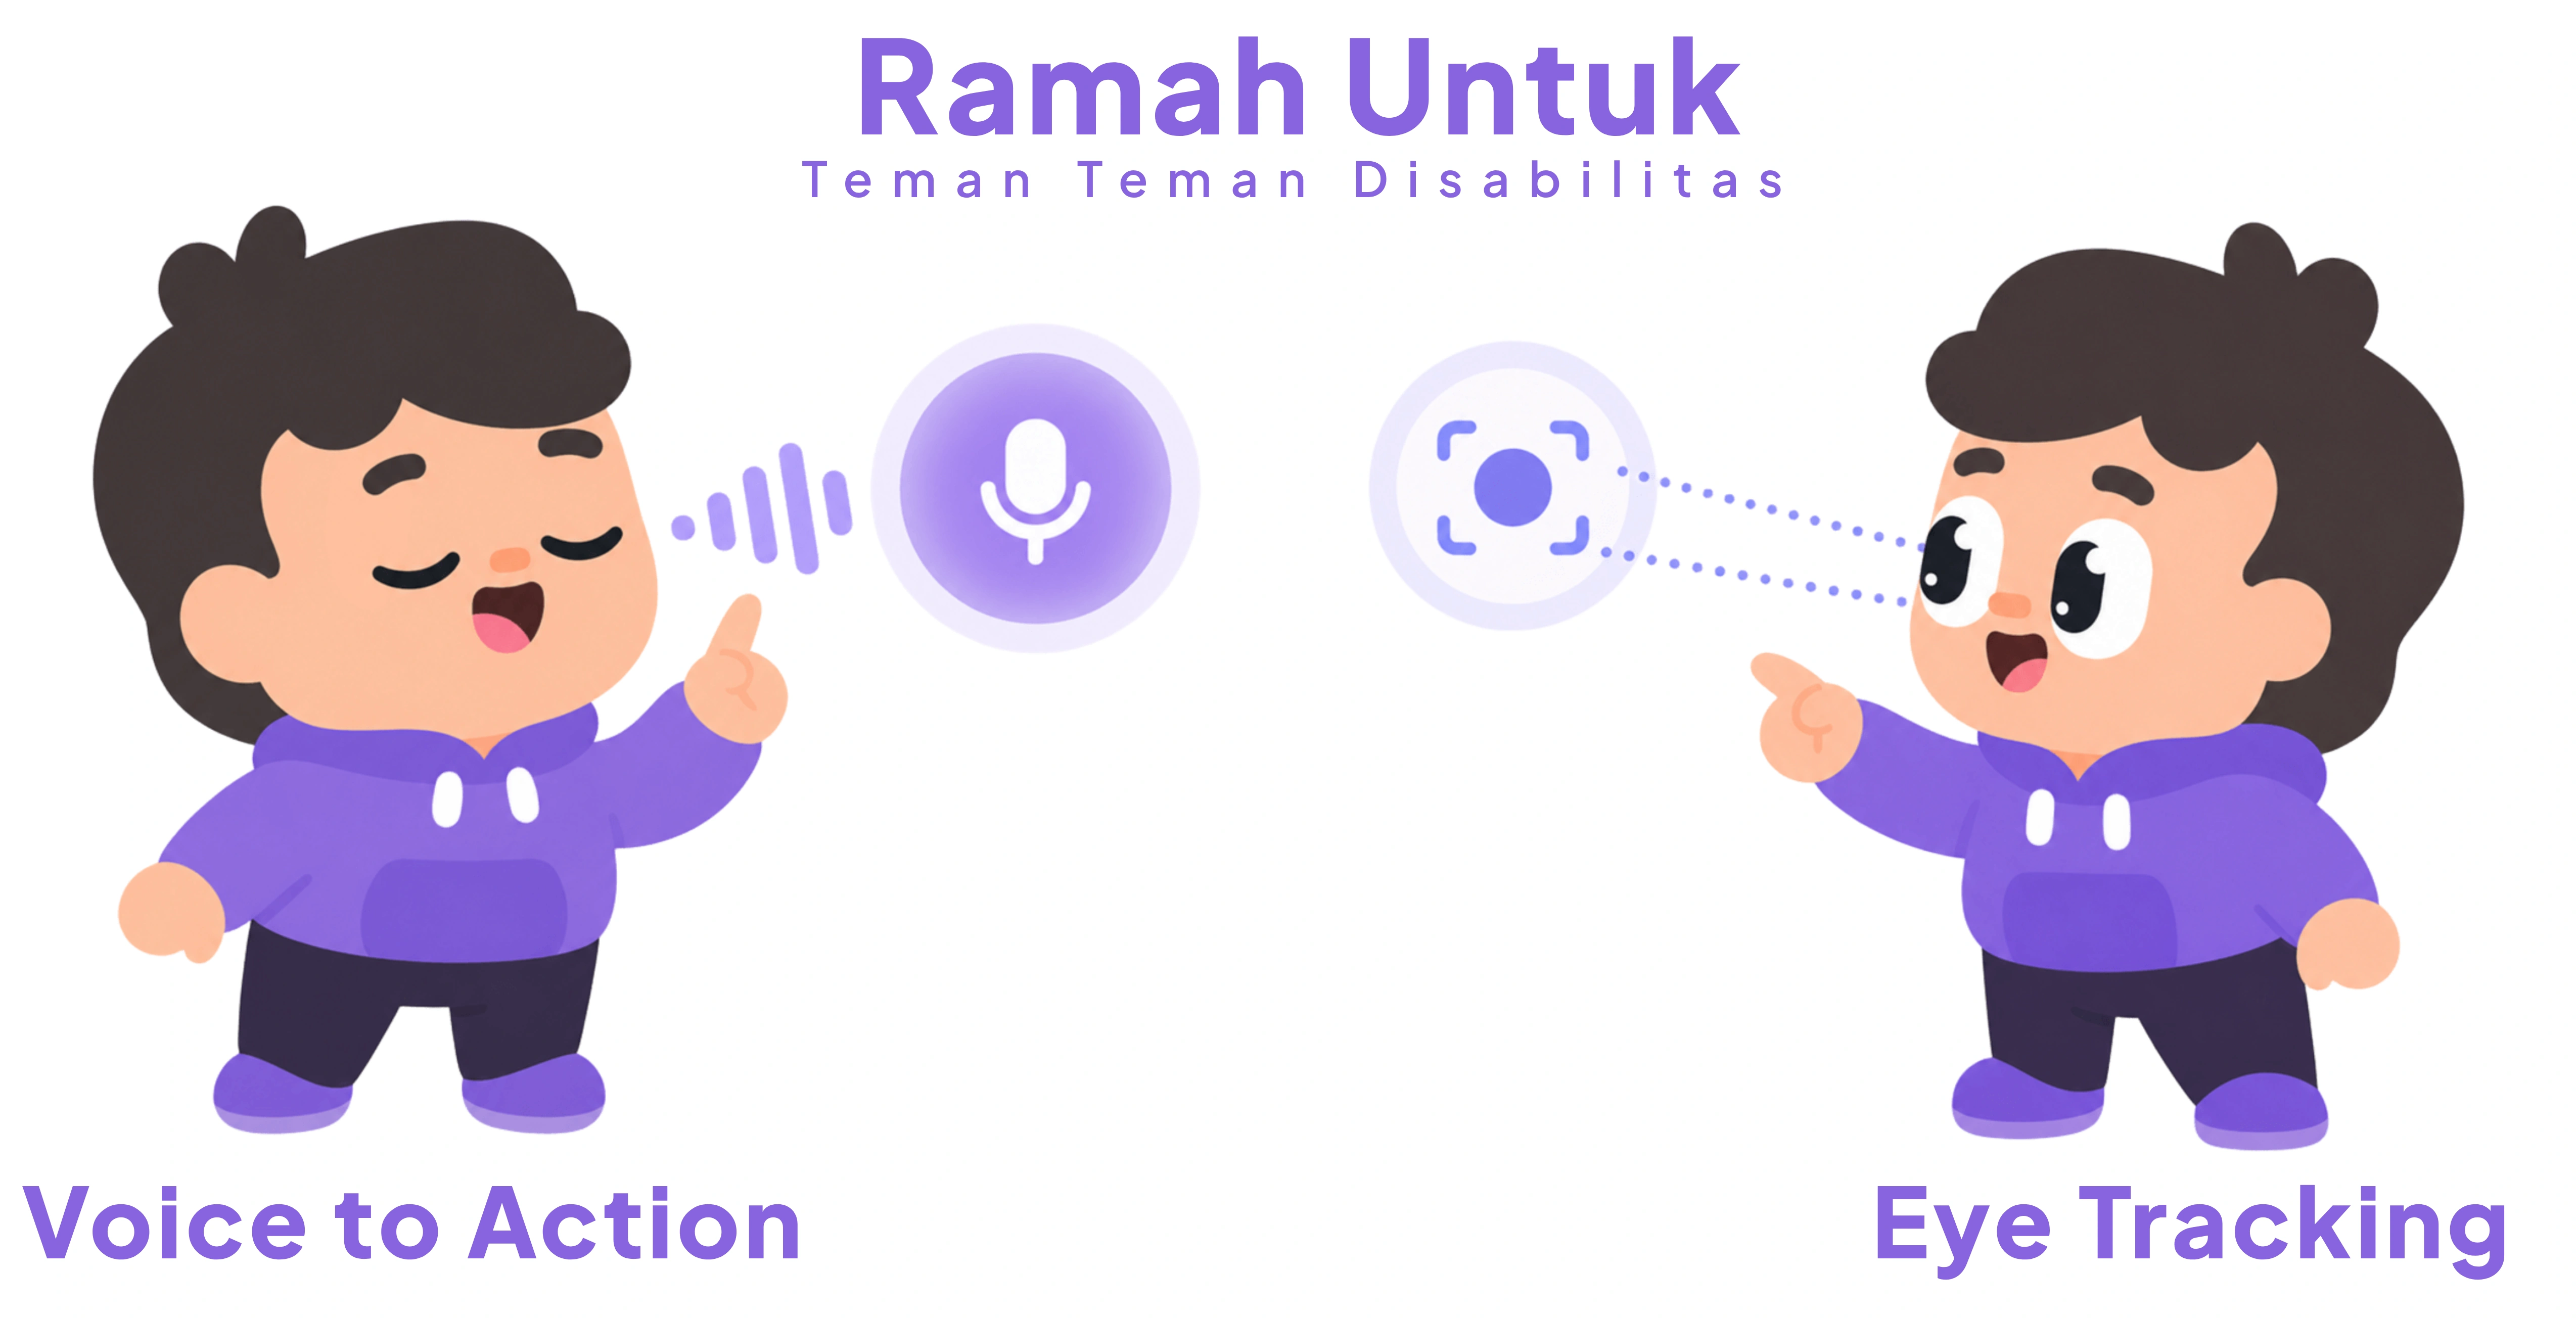 Ramah Untuk
Teman Teman Disabilitas
Voice to Action
Eye Tracking